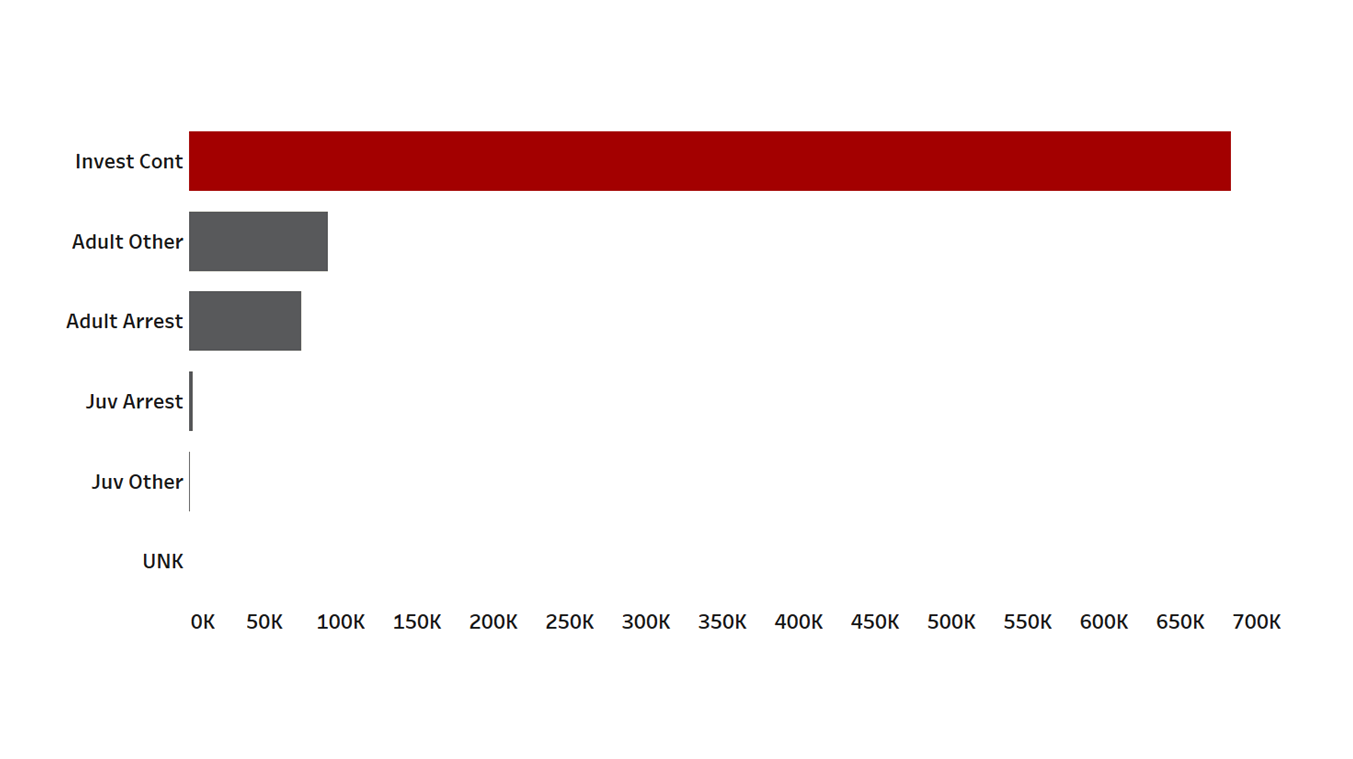 Invest Cont
Adult Other
Adult Arrest
Juv Arrest
Juv Other
UNK
0K 50K 100K 150K 200K 250K 300K 350K 400K 450K 500K 550K 600K 650K 700K